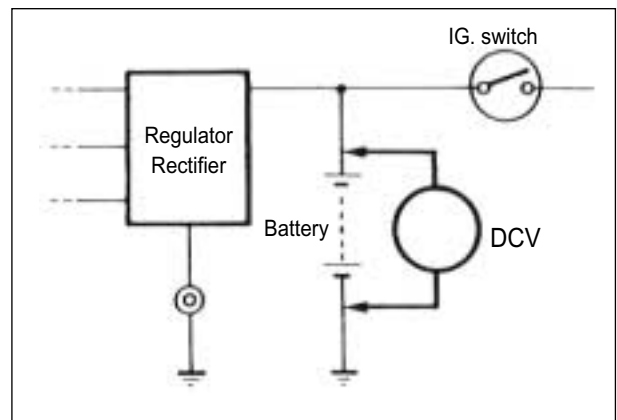 IG. switch
Regulator
Rectifier
Battery
DCV